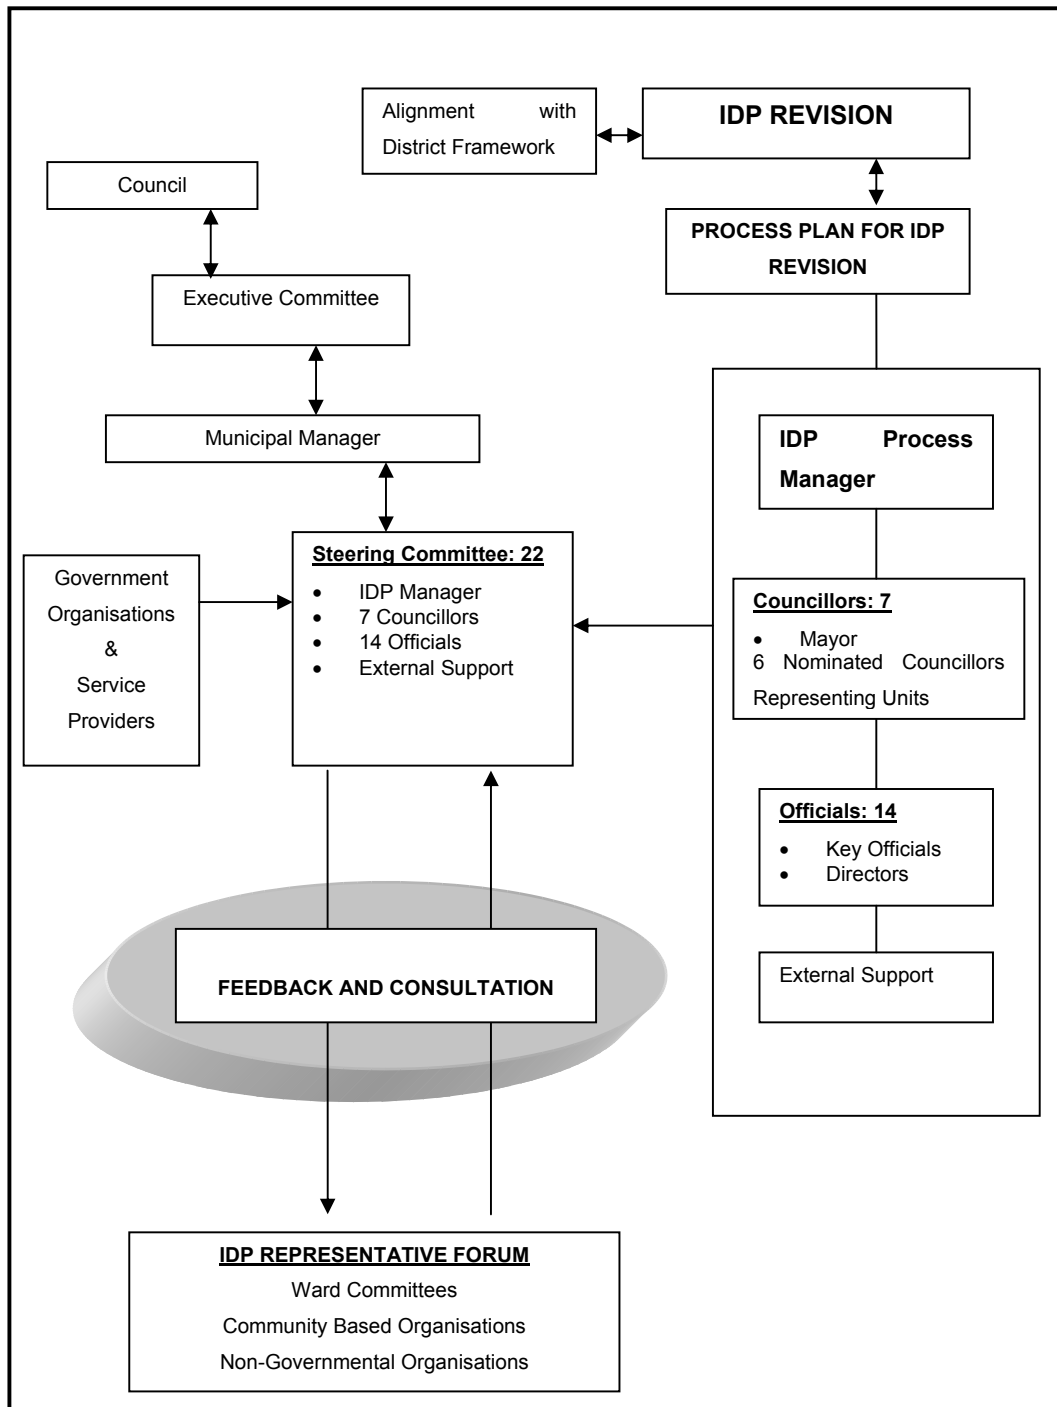 Alignment with
District Framework
IDP REVISION
Council
PROCESS PLAN FOR IDP
REVISION
Executive Committee
Municipal Manager
IDP Process
Manager
Government
Organisations
&
Service
Providers
Steering Committee: 22
• IDP Manager
• 7 Councillors
• 14 Officials
• External Support
Councillors: 7
• Mayor
6 Nominated Councillors
Representing Units
Officials: 14
• Key Officials
• Directors
External Support
FEEDBACK AND CONSULTATION
IDP REPRESENTATIVE FORUM
Ward Committees
Community Based Organisations
Non-Governmental Organisations